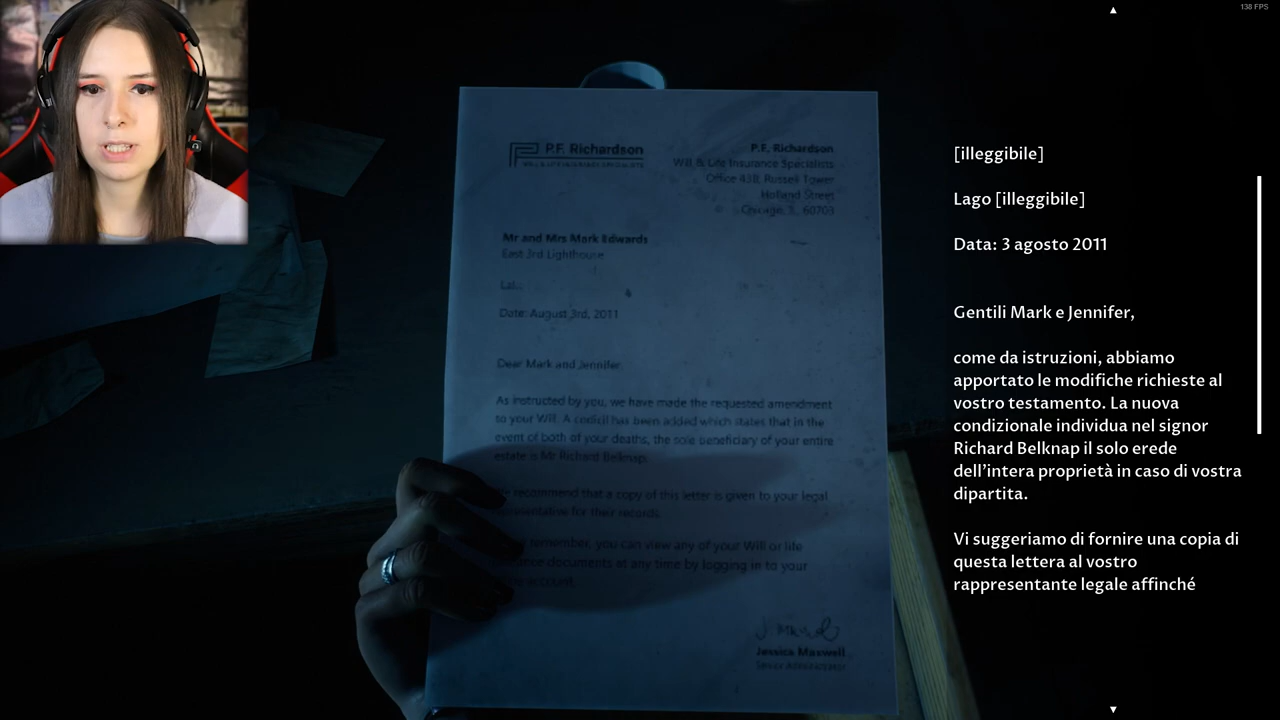 138 FPS
P.F. Richardson
P.F. Richardson
Will & Life Insurance Specialists
Office 43B, Russell Tower
Holland Street
Chicago IL, 60703
Mr and Mrs Mark Edwards
East 3rd Lighthouse
Date: August 3rd, 2011
Dear Mark and Jennifer,
As instructed by you, we have made the requested amendment
to your Will. A codicil has been added which states that in the
event of both of your deaths, the sole beneficiary of your entire
estate is Mr Richard Belknap.
recommend that a copy of this letter is given to your legal
for their records.
remember, you can view any of your Will or life
documents at any time by logging in to your
account.
Jessica Maxwell
Senior Administrator
[illeggibile]
Lago [illeggibile]
Data: 3 agosto 2011
Gentili Mark e Jennifer,
come da istruzioni, abbiamo
apportato le modifiche richieste al
vostro testamento. La nuova
condizionale individua nel signor
Richard Belknap il solo erede
dell'intera proprietà in caso di vostra
dipartita.
Vi suggeriamo di fornire una copia di
questa lettera al vostro
rappresentante legale affinché